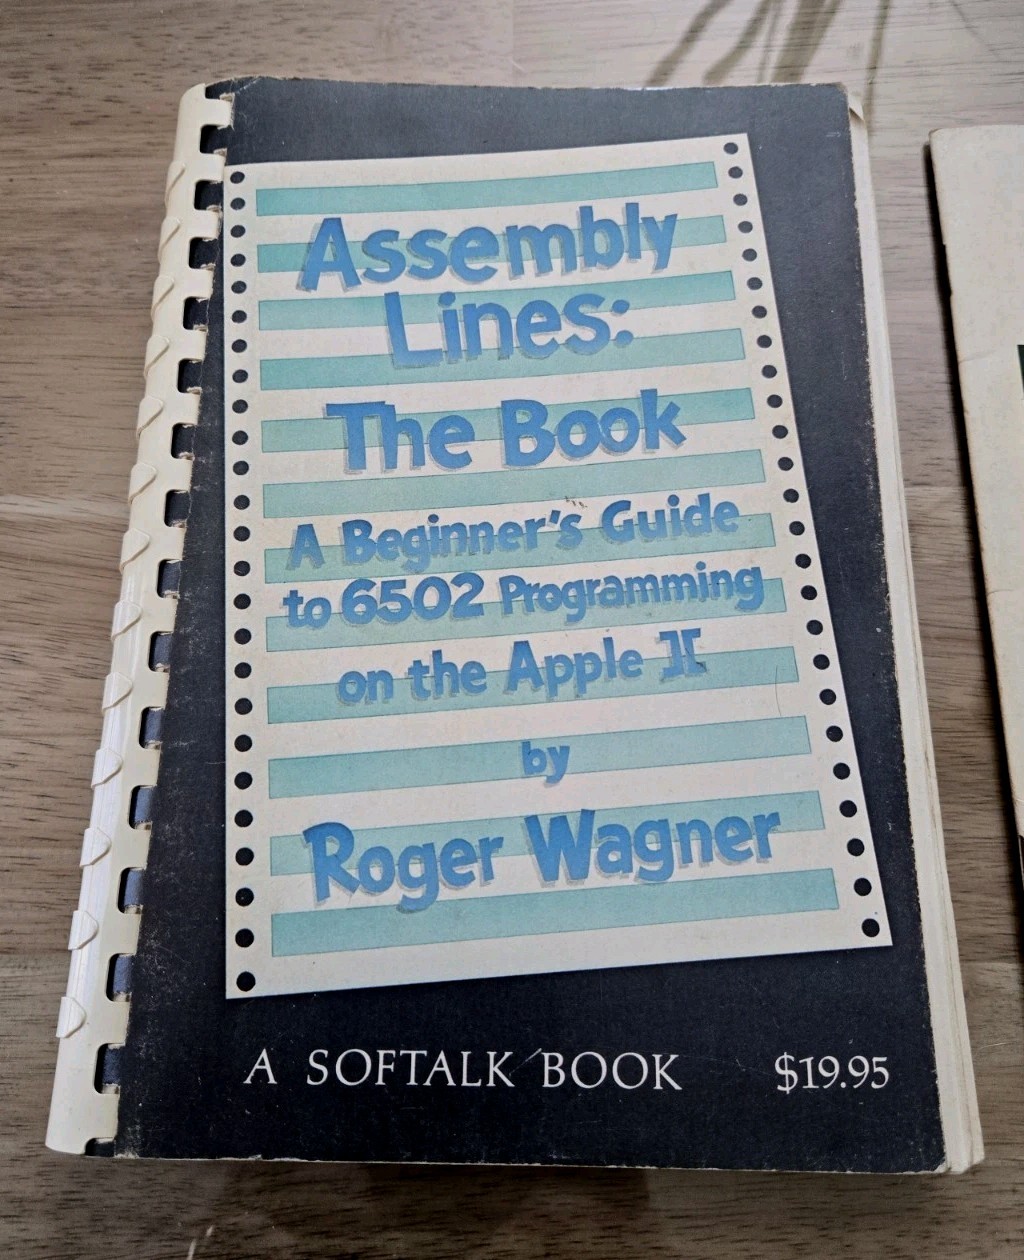 Assembly
Lines:
The Book
A Beginner's Guide
to 6502 Programming
on the Apple ][
by
Roger Wagner
A SOFTALK BOOK $19.95